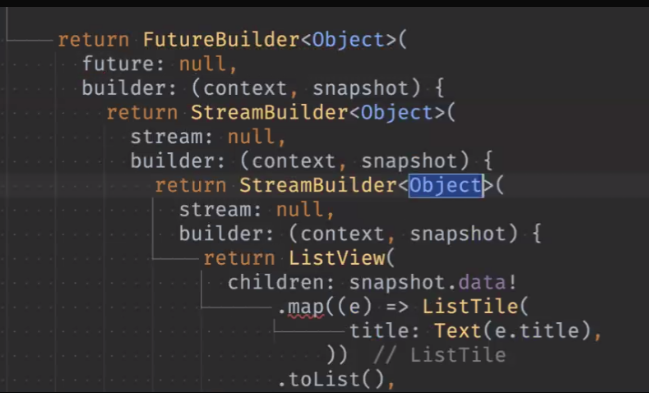 return FutureBuilder<Object>(
future: null,
builder: (context, snapshot) {
return StreamBuilder<Object>(
stream: null,
builder: (context, snapshot) {
return StreamBuilder<Object>(
stream: null,
builder: (context, snapshot) {
return ListView(
children: snapshot.data!
.map((e) => ListTile(
title: Text(e.title),
)) // ListTile
.toList(),